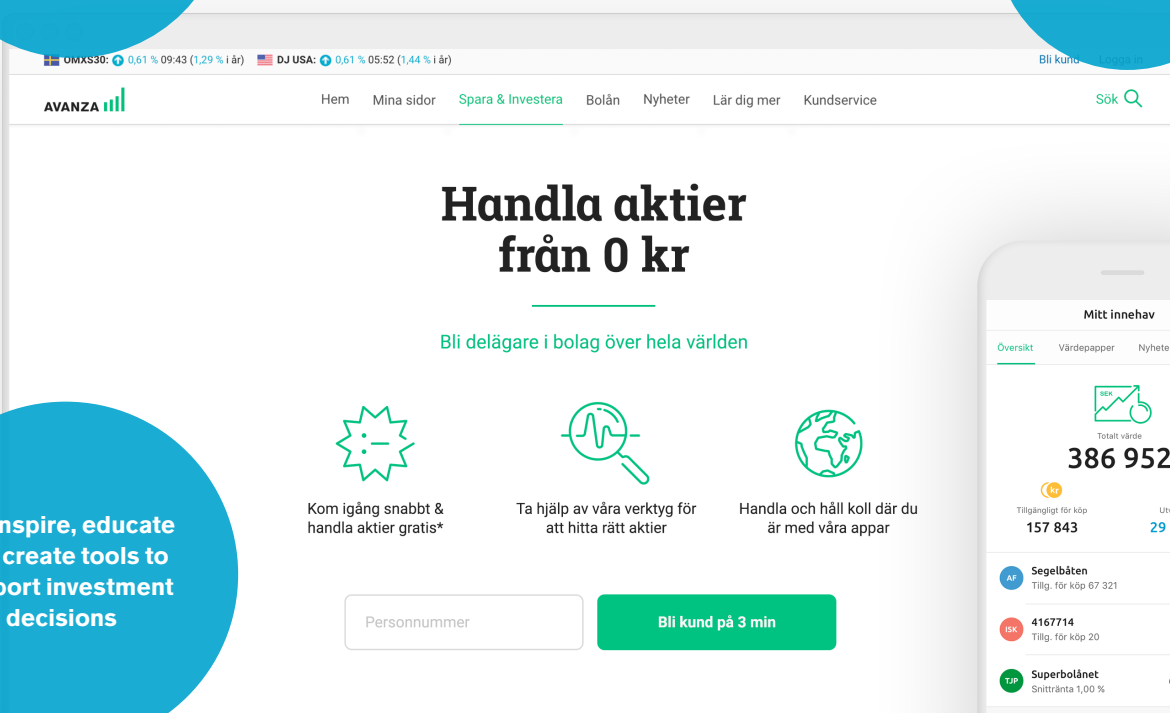 OMXS30: 0,61 % 09:43 (1,29 % i år) DJ USA: 0,61 % 05:52 (1,44 % i år)
Bli kund Logga in
AVANZA
Hem Mina sidor Spara & Investera Bolån Nyheter Lär dig mer Kundservice
Sök
Handla aktier
från 0 kr
Bli delägare i bolag över hela världen
Kom igång snabbt &
handla aktier gratis*
Ta hjälp av våra verktyg för
att hitta rätt aktier
Handla och håll koll där du
är med våra appar
Personnummer
Bli kund på 3 min
nspire, educate
create tools to
port investment
decisions
Mitt innehav
Översikt Värdepapper Nyhete
SEK
Totalt värde
386 952
kr
Tillgängligt för köp
157 843
29
AF
Segelbåten
Tillg. för köp 67 321
ISK
4167714
Tillg. för köp 20
TJP
Superbolånet
Snittränta 1,00 %